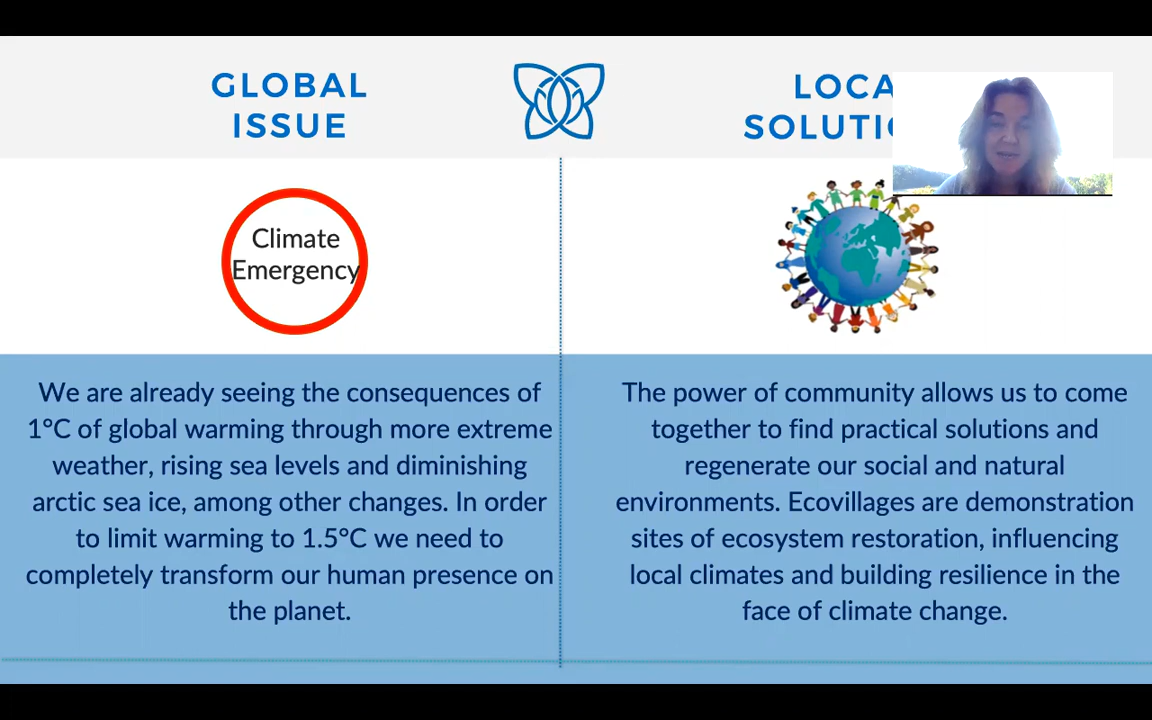 GLOBAL
ISSUE
LOCA
SOLUTI
Climate
Emergency
We are already seeing the consequences of
1°C of global warming through more extreme
weather, rising sea levels and diminishing
arctic sea ice, among other changes. In order
to limit warming to 1.5°C we need to
completely transform our human presence on
the planet.
The power of community allows us to come
together to find practical solutions and
regenerate our social and natural
environments. Ecovillages are demonstration
sites of ecosystem restoration, influencing
local climates and building resilience in the
face of climate change.